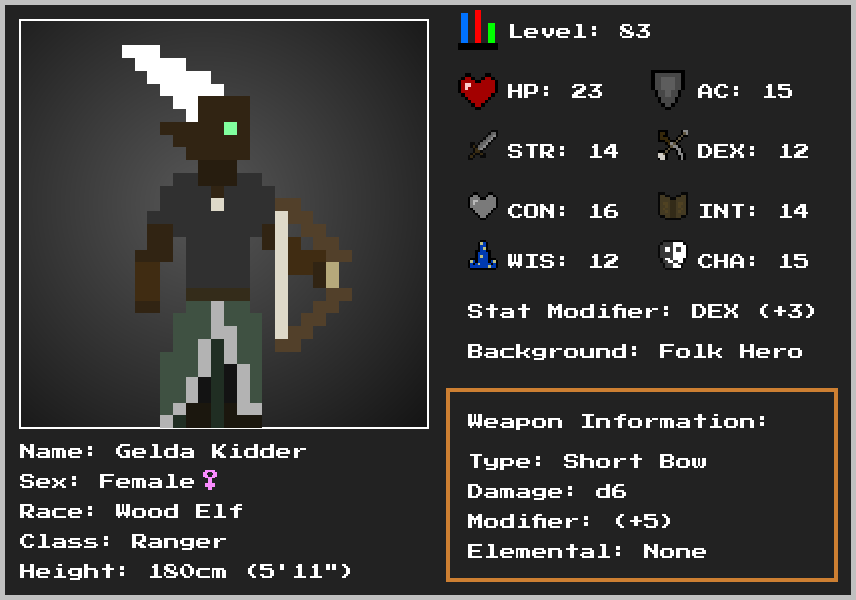 Level: 83
HP: 23
AC: 15
STR: 14
DEX: 12
CON: 16
INT: 14
WIS: 12
CHA: 15
Stat Modifier: DEX (+3)
Background: Folk Hero
Weapon Information:
Type: Short Bow
Damage: d6
Modifier: (+5)
Elemental: None
Name: Gelda Kidder
Sex: Female♀
Race: Wood Elf
Class: Ranger
Height: 180cm (5'11")